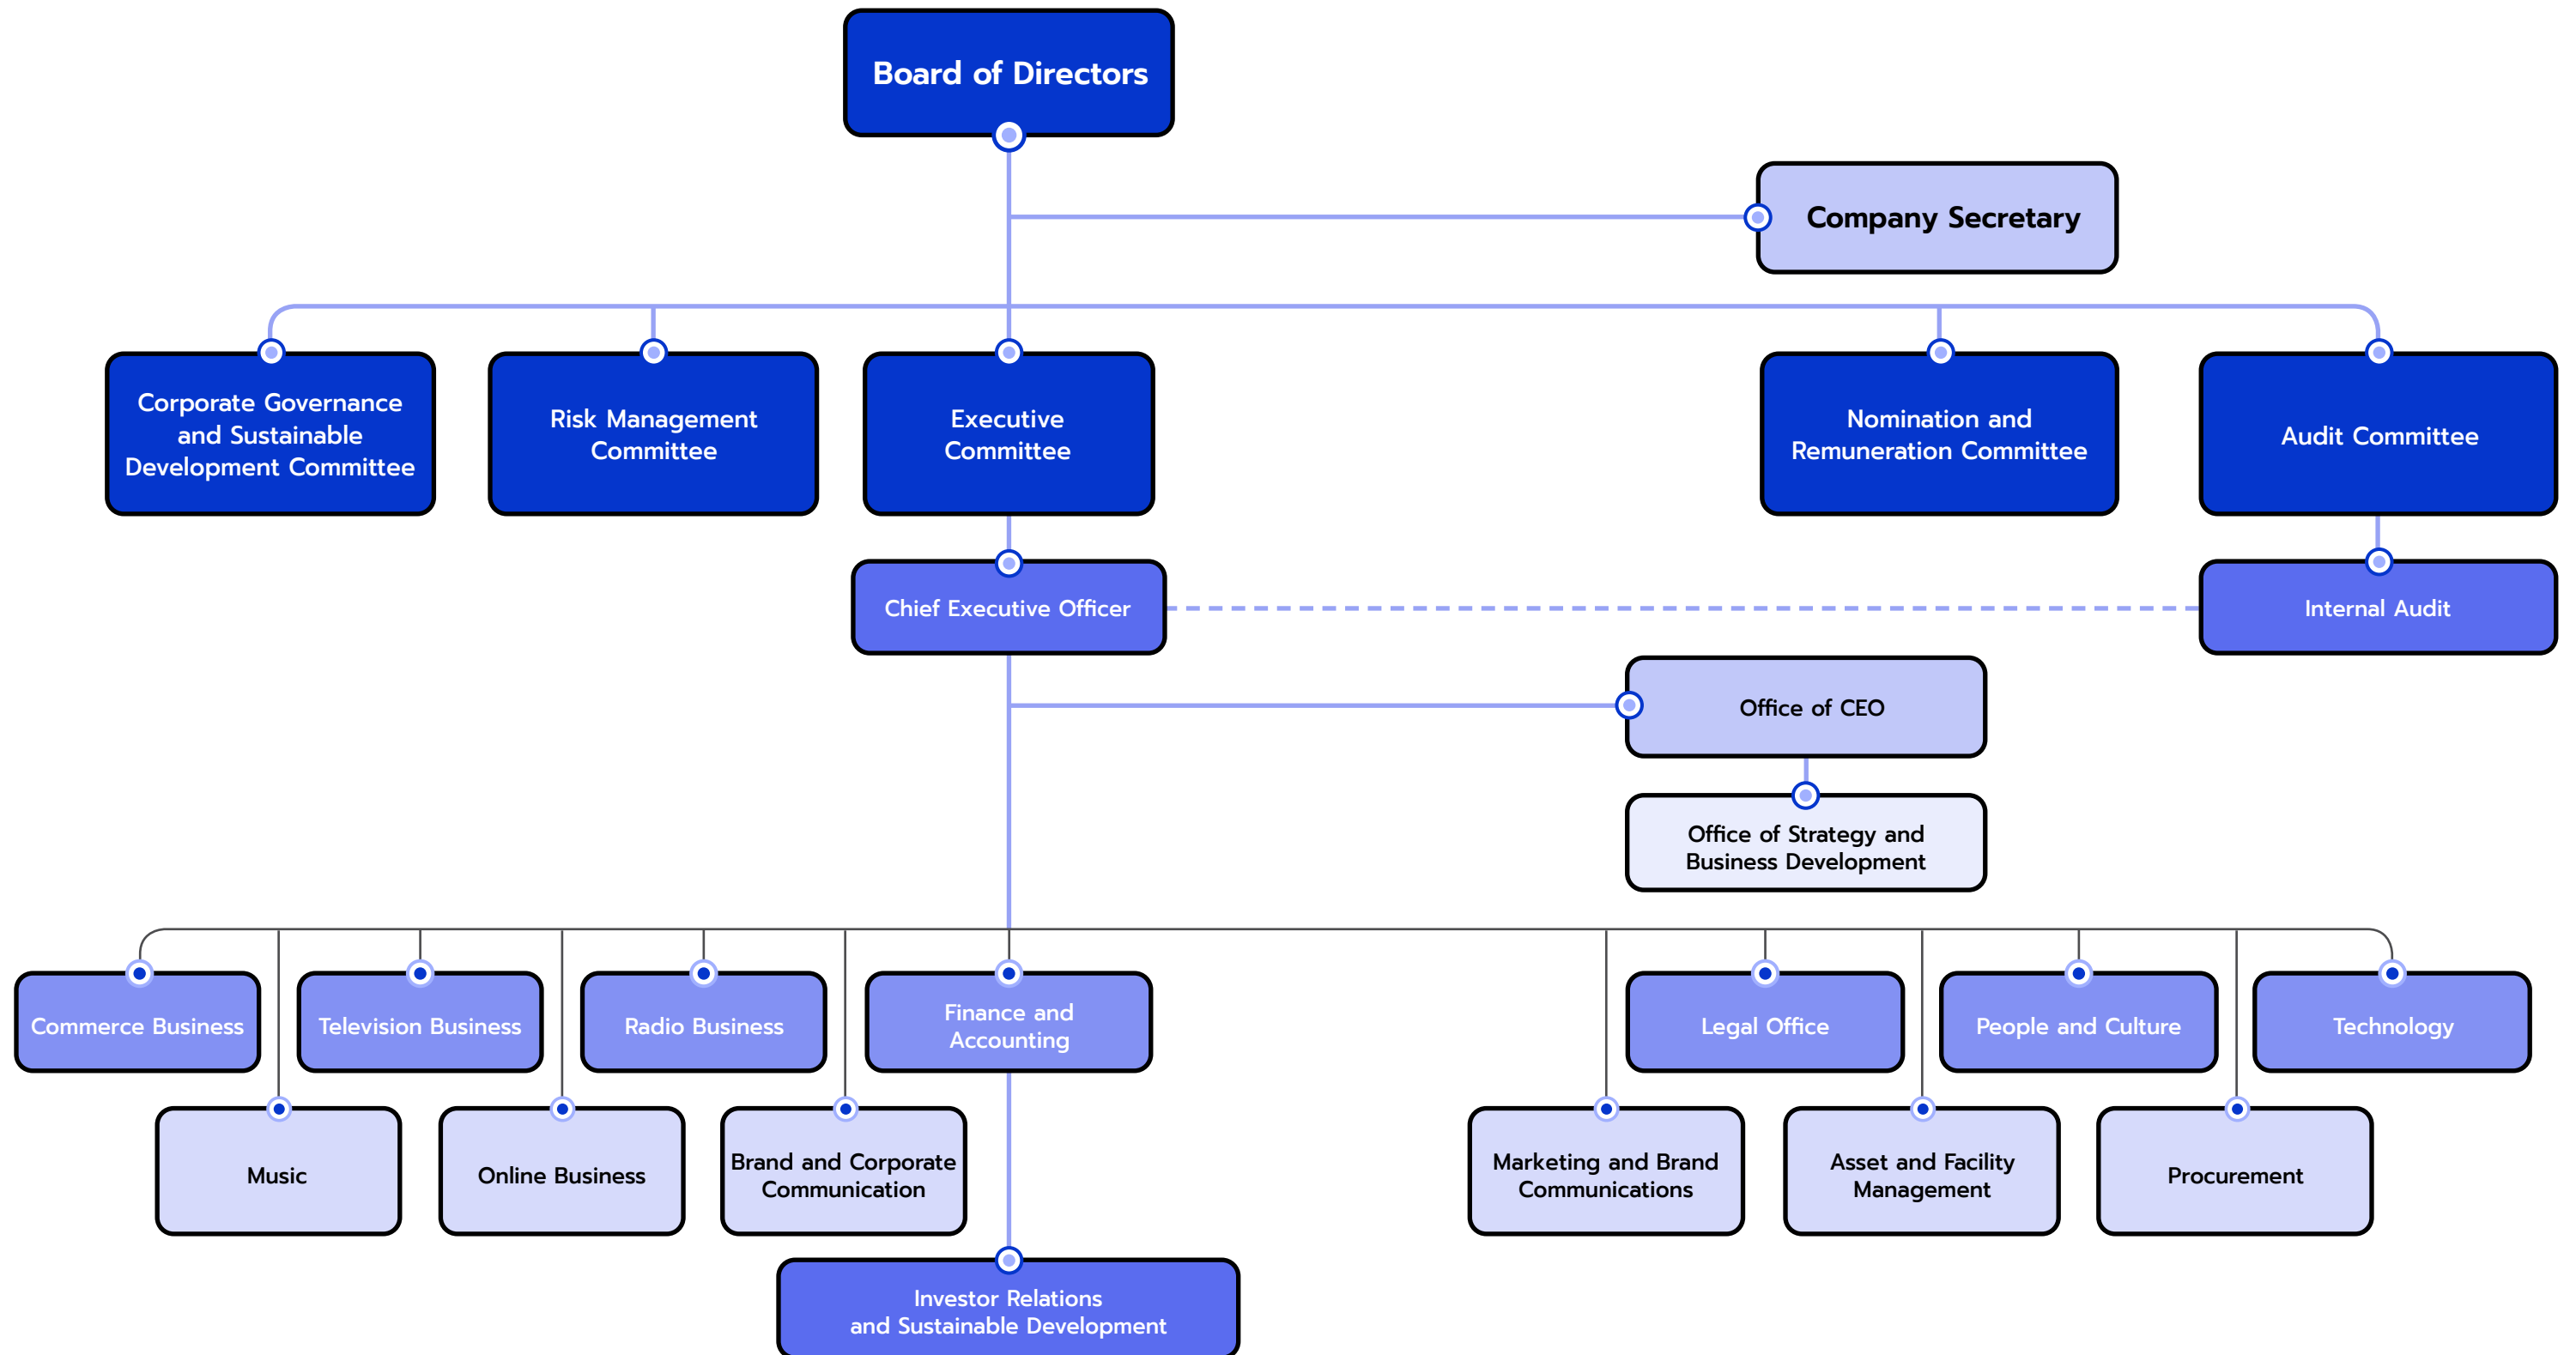 Board of Directors
Company Secretary
Corporate Governance
and Sustainable
Development Committee
Risk Management
Committee
Executive
Committee
Nomination and
Remuneration Committee
Audit Committee
Chief Executive Officer
Internal Audit
Office of CEO
Office of Strategy and
Business Development
Commerce Business
Television Business
Radio Business
Finance and
Accounting
Legal Office
People and Culture
Technology
Music
Online Business
Brand and Corporate
Communication
Marketing and Brand
Communications
Asset and Facility
Management
Procurement
Investor Relations
and Sustainable Development